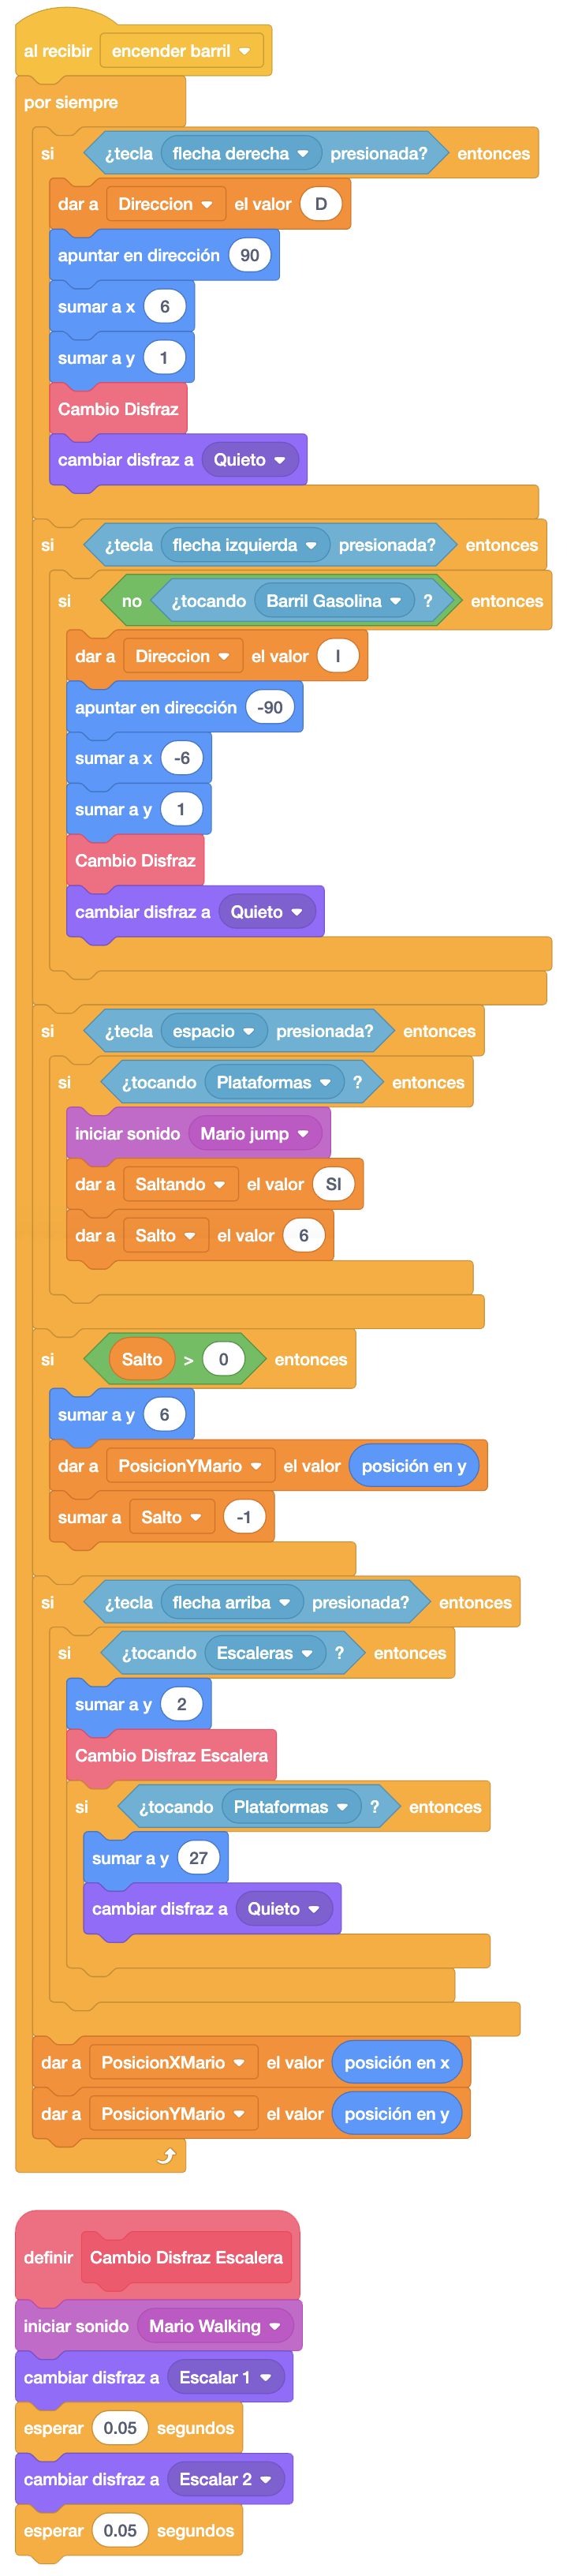 al recibir encender barril
por siempre
si ¿tecla flecha derecha presionada? entonces
dar a Direccion el valor D
apuntar en dirección 90
sumar a x 6
sumar a y 1
Cambio Disfraz
cambiar disfraz a Quieto
si ¿tecla flecha izquierda presionada? entonces
si no ¿tocando Barril Gasolina ? entonces
dar a Direccion el valor I
apuntar en dirección -90
sumar a x -6
sumar a y 1
Cambio Disfraz
cambiar disfraz a Quieto
si ¿tecla espacio presionada? entonces
si ¿tocando Plataformas ? entonces
iniciar sonido Mario jump
dar a Saltando el valor SI
dar a Salto el valor 6
si Salto > 0 entonces
sumar a y 6
dar a PosicionYMario el valor posición en y
sumar a Salto -1
si ¿tecla flecha arriba presionada? entonces
si ¿tocando Escaleras ? entonces
sumar a y 2
Cambio Disfraz Escalera
si ¿tocando Plataformas ? entonces
sumar a y 27
cambiar disfraz a Quieto
dar a PosicionXMario el valor posición en x
dar a PosicionYMario el valor posición en y
definir Cambio Disfraz Escalera
iniciar sonido Mario Walking
cambiar disfraz a Escalar 1
esperar 0.05 segundos
cambiar disfraz a Escalar 2
esperar 0.05 segundos